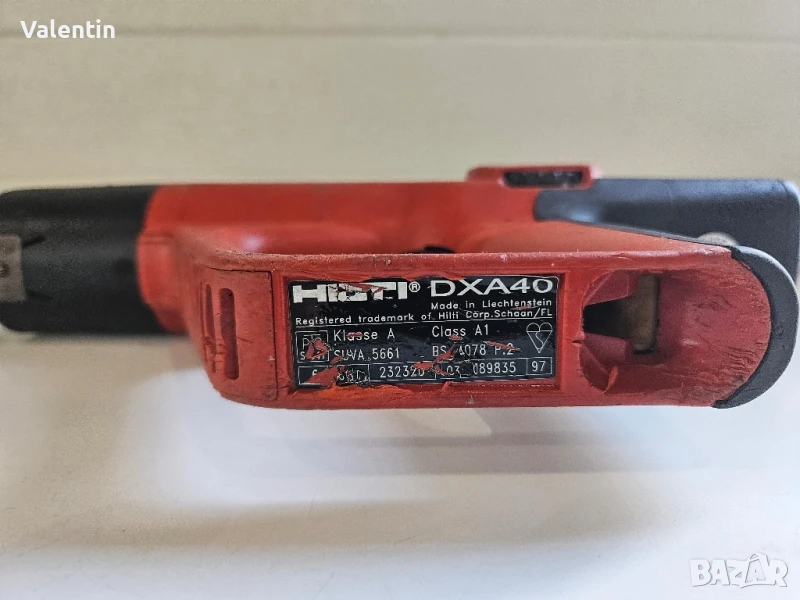 Valentin
HILTI® DXA40
Made in Liechtenstein
Registered trademark of Hilti Corp.Schaan/FL
Klasse A Class A1
SUVA 5661 BS 4078 P.2
232320 03 089835 97
BAZAR